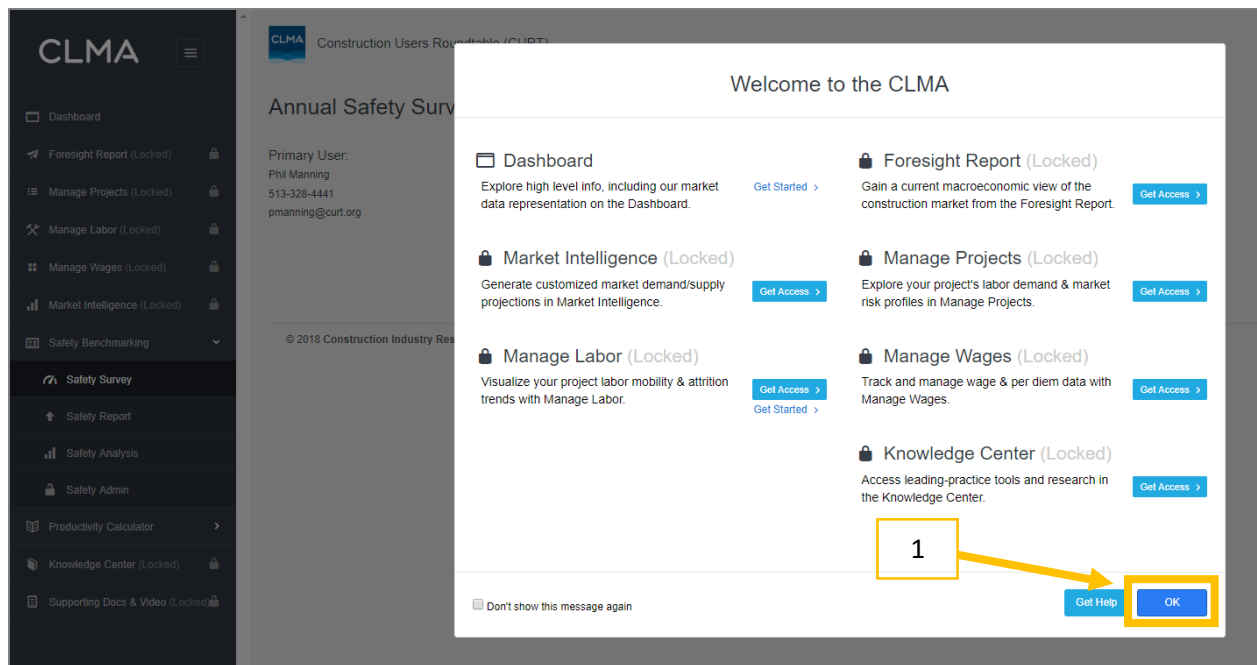 CLMA
Dashboard
Foresight Report (Locked)
Manage Projects (Locked)
Manage Labor (Locked)
Manage Wages (Locked)
Market Intelligence (Locked)
Safety Benchmarking
Safety Survey
Safety Report
Safety Analysis
Safety Admin
Productivity Calculator
Knowledge Center (Locked)
Supporting Docs & Video (Locked)
CLMA
Construction Users Roundtable (CURT)
Annual Safety Surv
Primary User:
Phil Manning
513-328-4441
pmanning@curt.org
© 2018 Construction Industry Res
Welcome to the CLMA
Dashboard
Explore high level info, including our market
data representation on the Dashboard.
Get Started >
Foresight Report (Locked)
Gain a current macroeconomic view of the
construction market from the Foresight Report.
Get Access >
Market Intelligence (Locked)
Generate customized market demand/supply
projections in Market Intelligence.
Get Access >
Manage Projects (Locked)
Explore your project's labor demand & market
risk profiles in Manage Projects.
Get Access >
Manage Labor (Locked)
Visualize your project labor mobility & attrition
trends with Manage Labor.
Get Access >
Get Started >
Manage Wages (Locked)
Track and manage wage & per diem data with
Manage Wages.
Get Access >
Knowledge Center (Locked)
Access leading-practice tools and research in
the Knowledge Center.
Get Access >
1
Don't show this message again
Get Help
OK